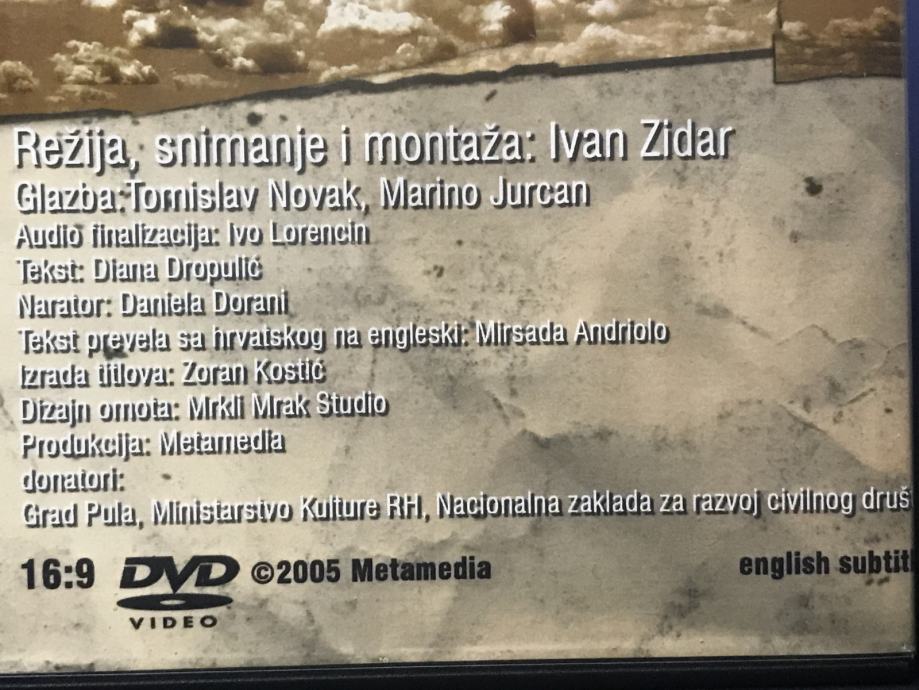 Režija, snimanje i montaža: Ivan Zidar
Glazba:Tomislav Novak, Marino Jurcan
Audio finalizacija: Ivo Lorencin
Tekst: Diana Dropulić
Narator: Daniela Dorani
Tekst prevela sa hrvatskog na engleski: Mirsada Andriolo
Izrada titlova: Zoran Kostić
Dizajn omota: Mrkli Mrak Studio
Produkcija: Metamedia
donatori:
Grad Pula, Ministarstvo Kulture RH, Nacionalna zaklada za razvoj civilnog druš
16:9 DVD VIDEO ©2005 Metamedia english subtit